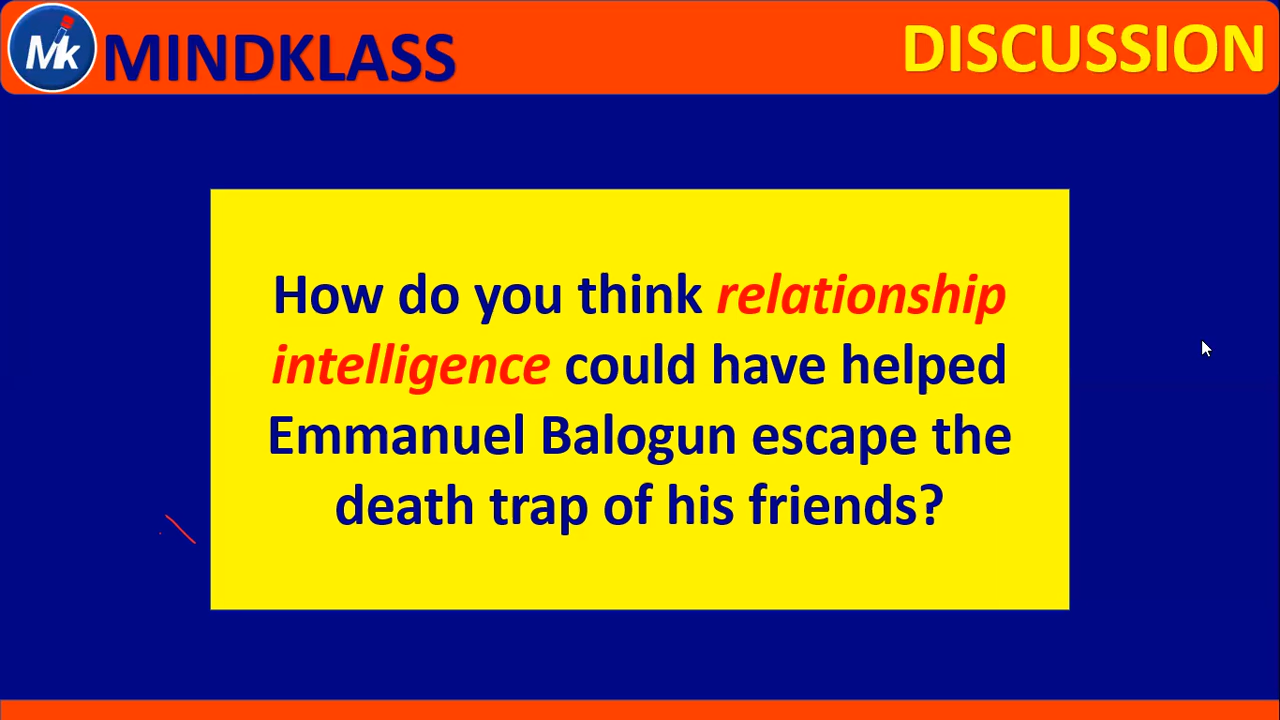 Mk MINDKLASS
DISCUSSION
How do you think relationship
intelligence could have helped
Emmanuel Balogun escape the
death trap of his friends?